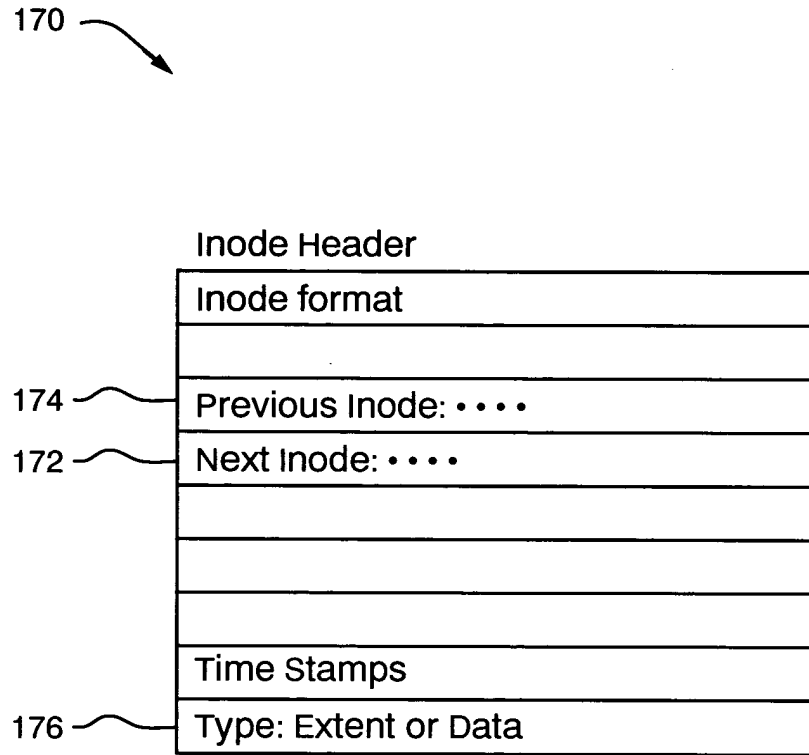 170
Inode Header
Inode format
174 Previous Inode: • • • •
172 Next Inode: • • • •
Time Stamps
176 Type: Extent or Data